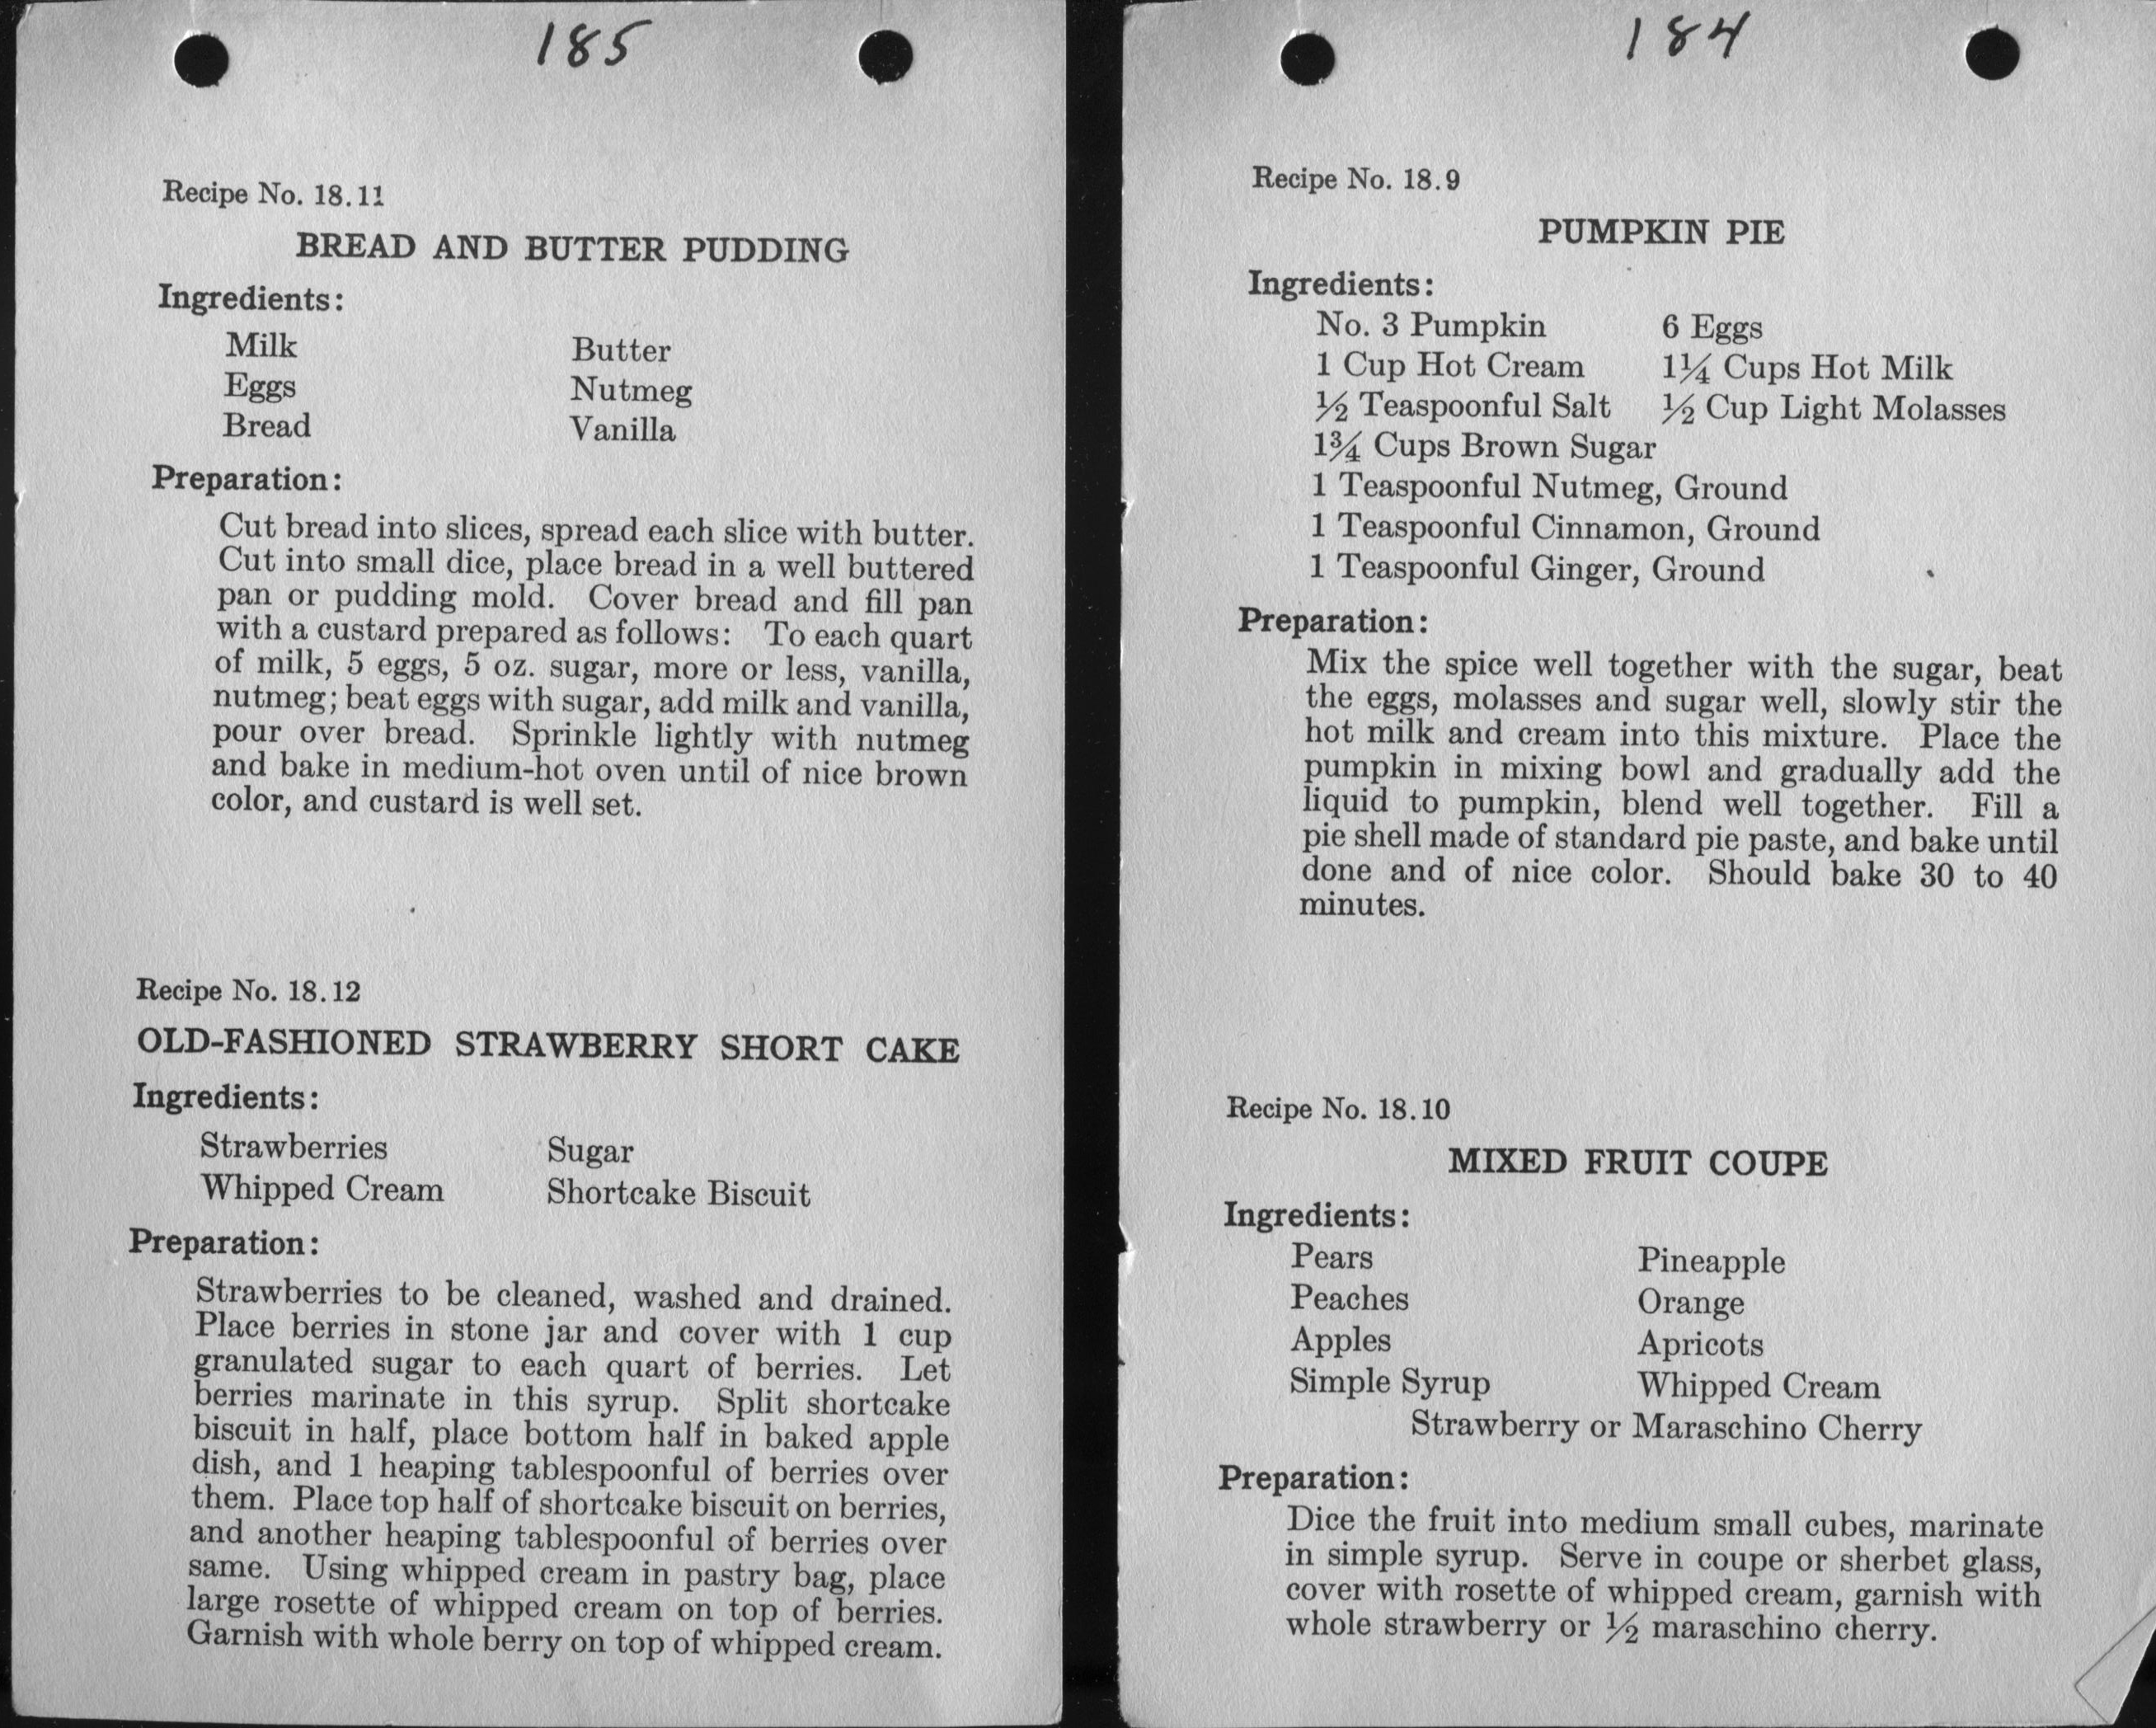 185
Recipe No. 18.11
BREAD AND BUTTER PUDDING
Ingredients:
Milk Butter
Eggs Nutmeg
Bread Vanilla
Preparation:
Cut bread into slices, spread each slice with butter.
Cut into small dice, place bread in a well buttered
pan or pudding mold. Cover bread and fill pan
with a custard prepared as follows: To each quart
of milk, 5 eggs, 5 oz. sugar, more or less, vanilla,
nutmeg; beat eggs with sugar, add milk and vanilla,
pour over bread. Sprinkle lightly with nutmeg
and bake in medium-hot oven until of nice brown
color, and custard is well set.
Recipe No. 18.12
OLD-FASHIONED STRAWBERRY SHORT CAKE
Ingredients:
Strawberries Sugar
Whipped Cream Shortcake Biscuit
Preparation:
Strawberries to be cleaned, washed and drained.
Place berries in stone jar and cover with 1 cup
granulated sugar to each quart of berries. Let
berries marinate in this syrup. Split shortcake
biscuit in half, place bottom half in baked apple
dish, and 1 heaping tablespoonful of berries over
them. Place top half of shortcake biscuit on berries,
and another heaping tablespoonful of berries over
same. Using whipped cream in pastry bag, place
large rosette of whipped cream on top of berries.
Garnish with whole berry on top of whipped cream.
184
Recipe No. 18.9
PUMPKIN PIE
Ingredients:
No. 3 Pumpkin 6 Eggs
1 Cup Hot Cream 1¼ Cups Hot Milk
½ Teaspoonful Salt ½ Cup Light Molasses
1¾ Cups Brown Sugar
1 Teaspoonful Nutmeg, Ground
1 Teaspoonful Cinnamon, Ground
1 Teaspoonful Ginger, Ground
Preparation:
Mix the spice well together with the sugar, beat
the eggs, molasses and sugar well, slowly stir the
hot milk and cream into this mixture. Place the
pumpkin in mixing bowl and gradually add the
liquid to pumpkin, blend well together. Fill a
pie shell made of standard pie paste, and bake until
done and of nice color. Should bake 30 to 40
minutes.
Recipe No. 18.10
MIXED FRUIT COUPE
Ingredients:
Pears Pineapple
Peaches Orange
Apples Apricots
Simple Syrup Whipped Cream
Strawberry or Maraschino Cherry
Preparation:
Dice the fruit into medium small cubes, marinate
in simple syrup. Serve in coupe or sherbet glass,
cover with rosette of whipped cream, garnish with
whole strawberry or ½ maraschino cherry.